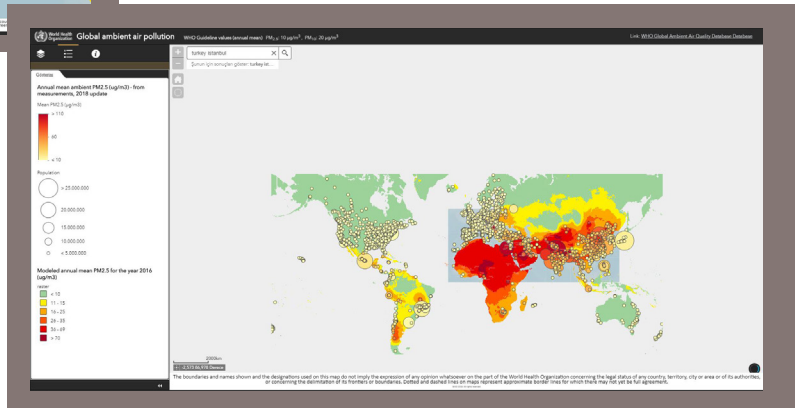 World Health
Organization
Global ambient air pollution
WHO Guideline values (annual mean) PM2.5: 10 µg/m³, PM10: 20 µg/m³
Link: WHO Global Ambient Air Quality Database Database
turkey istanbul
Şunun için sonuçları göster: turkey ist...
Annual mean ambient PM2.5 (ug/m3) - from
measurements, 2018 update
Mean PM2.5 (ug/m3)
> 110
60
< 10
Population
> 25.000.000
20.000.000
15.000.000
10.000.000
< 5.000.000
Modeled annual mean PM2.5 for the year 2016
(ug/m3)
< 10
11 - 15
16 - 25
26 - 35
36 - 69
> 70
2000km
The boundaries and names shown and the designations used on this map do not imply the expression of any opinion whatsoever on the part of the World Health Organization concerning the legal status of any country, territory, city or area or of its authorities,
or concerning the delimitation of its frontiers or boundaries. Dotted and dashed lines on maps represent approximate border lines for which there may not yet be full agreement.